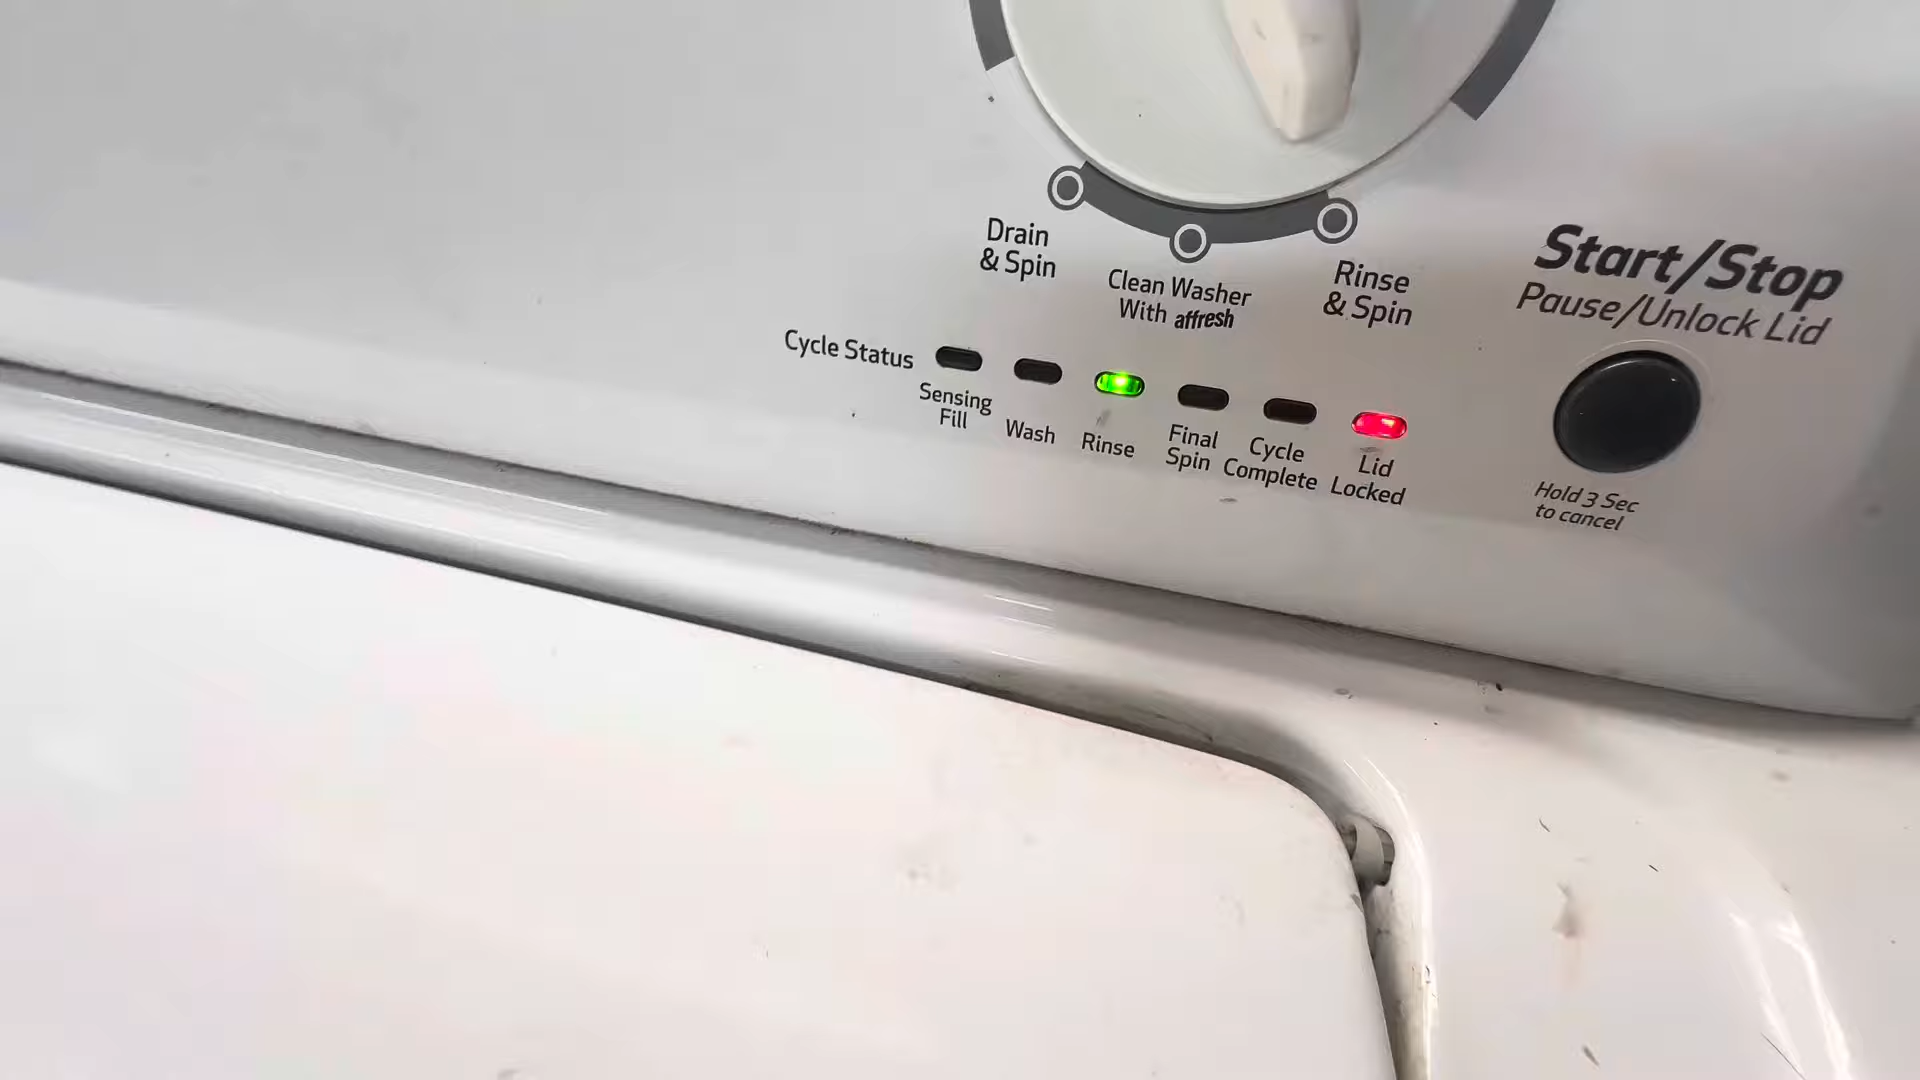 Drain
& Spin
Clean Washer
With affresh
Rinse
& Spin
Start/Stop
Pause/Unlock Lid
Cycle Status
Sensing
Fill
Wash
Rinse
Final
Spin
Cycle
Complete
Lid
Locked
Hold 3 Sec
to cancel